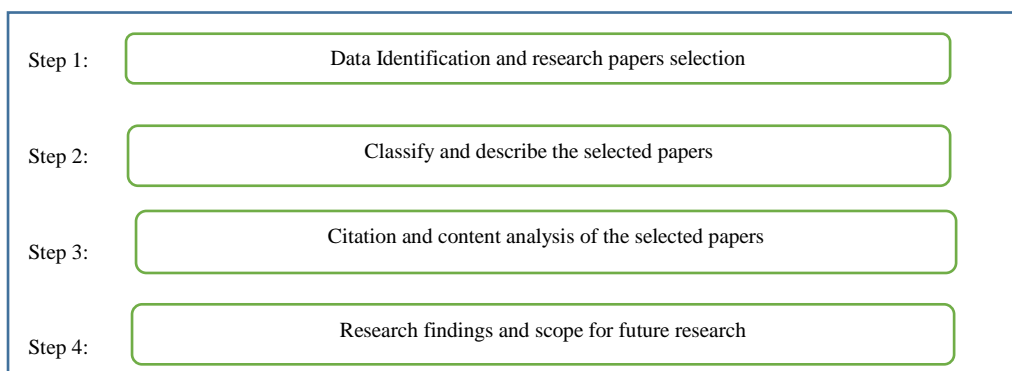 Step 1: Data Identification and research papers selection
Step 2: Classify and describe the selected papers
Step 3: Citation and content analysis of the selected papers
Step 4: Research findings and scope for future research